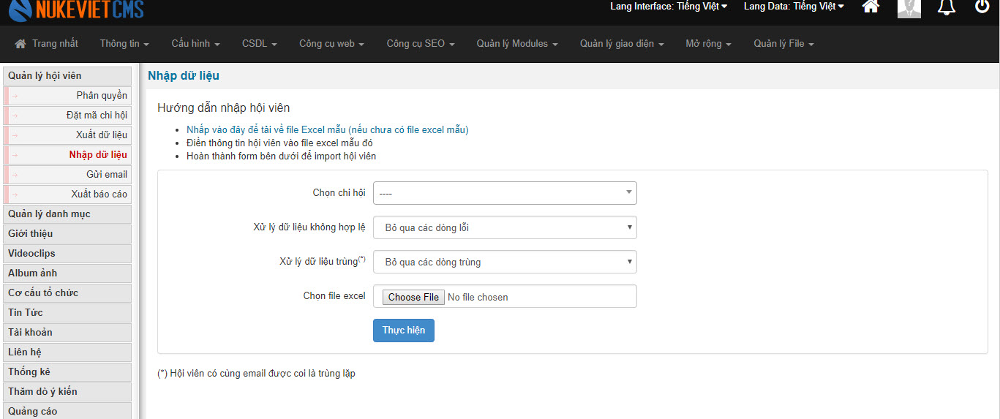 NUKEVIET CMS
Lang Interface: Tiếng Việt
Lang Data: Tiếng Việt
Trang nhất
Thông tin
Cấu hình
CSDL
Công cụ web
Công cụ SEO
Quản lý Modules
Quản lý giao diện
Mở rộng
Quản lý File
Quản lý hội viên
Phân quyền
Đặt mã chi hội
Xuất dữ liệu
Nhập dữ liệu
Gửi email
Xuất báo cáo
Quản lý danh mục
Giới thiệu
Videoclips
Album ảnh
Cơ cấu tổ chức
Tin Tức
Tài khoản
Liên hệ
Thống kê
Thăm dò ý kiến
Quảng cáo
Nhập dữ liệu
Hướng dẫn nhập hội viên
Nhấp vào đây để tải về file Excel mẫu (nếu chưa có file excel mẫu)
Điền thông tin hội viên vào file excel mẫu đó
Hoàn thành form bên dưới để import hội viên
Chọn chi hội ----
Xử lý dữ liệu không hợp lệ Bỏ qua các dòng lỗi
Xử lý dữ liệu trùng(*) Bỏ qua các dòng trùng
Chọn file excel Choose File No file chosen
Thực hiện
(*) Hội viên có cùng email được coi là trùng lặp